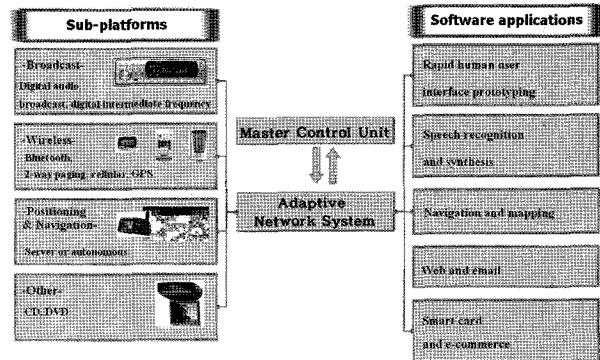 Sub-platforms
-Broadcast-
Digital audio
broadcast, digital intermediate frequency
-Wireless-
Bluetooth,
2-way paging, cellular, GPS
-Positioning
& Navigation-
Server or autonomous
-Other-
CD, DVD
Master Control Unit
Adaptive
Network System
Software applications
Rapid human user
interface prototyping
Speech recognition
and synthesis
Navigation and mapping
Web and email
Smart card
and e-commerce